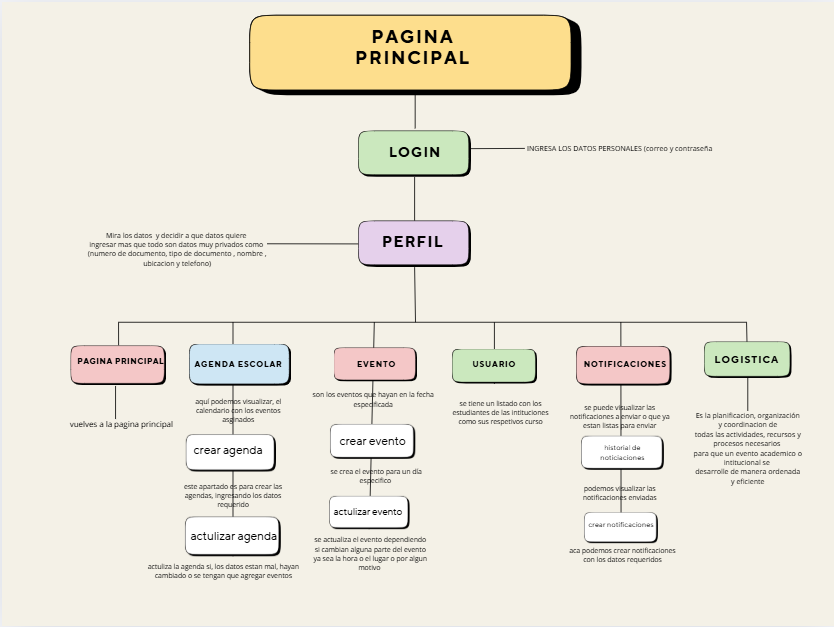 PAGINA
PRINCIPAL
LOGIN
INGRESA LOS DATOS PERSONALES (correo y contraseña
PERFIL
Mira los datos y decidir a que datos quiere
ingresar mas que todo son datos muy privados como
(numero de documento, tipo de documento , nombre ,
ubicacion y telefono)
PAGINA PRINCIPAL
vuelves a la pagina principal
AGENDA ESCOLAR
aquí podemos visualizar, el
calendario con los eventos
asginados
crear agenda
este apartado es para crear las
agendas, ingresando los datos
requerido
actulizar agenda
actuliza la agenda si, los datos estan mal, hayan
cambiado o se tengan que agregar eventos
EVENTO
son los eventos que hayan en la fecha
especificada
crear evento
se crea el evento para un día
especifico
actulizar evento
se actualiza el evento dependiendo
si cambian alguna parte del evento
ya sea la hora o el lugar o por algun
motivo
USUARIO
se tiene un listado con los
estudiantes de las intituciones
como sus respetivos curso
NOTIFICACIONES
se puede visualizar las
notificaciones a enviar o que ya
estan listas para enviar
historial de
noticiaciones
podemos visualizar las
notificaciones enviadas
crear notificaciones
aca podemos crear notificaciones
con los datos requeridos
LOGISTICA
Es la planificacion, organización
y coordinacion de
todas las actividades, recursos y
procesos necesarios
para que un evento academico o
intitucional se
desarrolle de manera ordenada
y eficiente